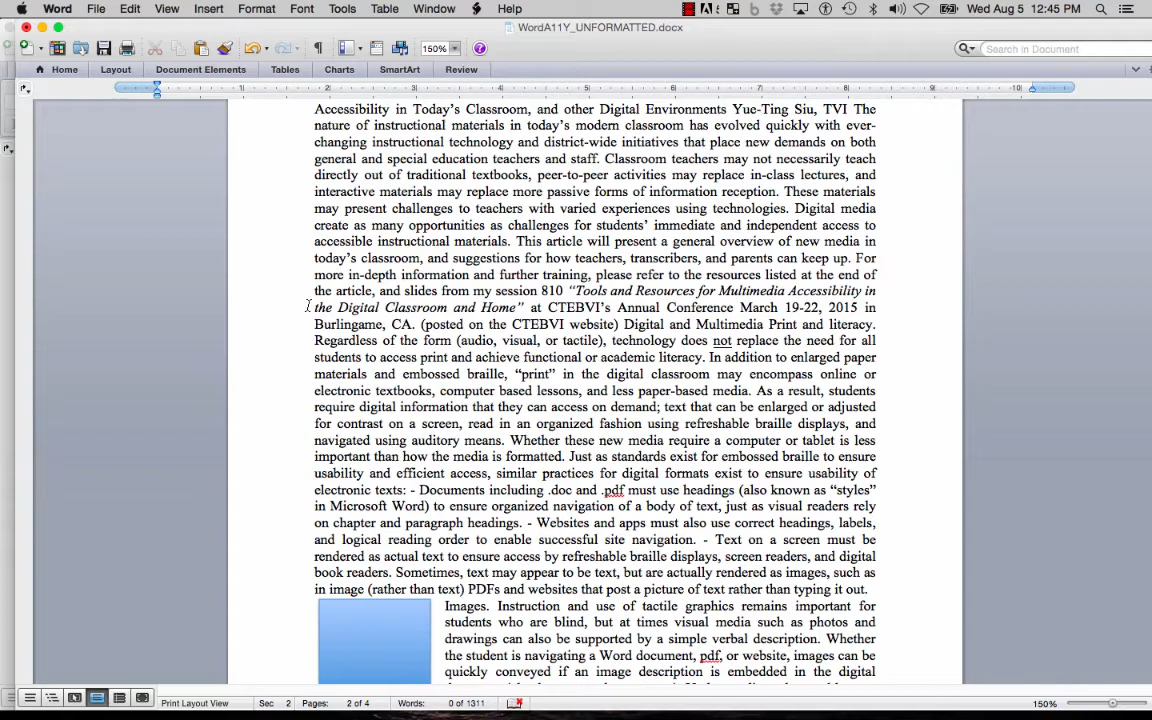 Word File Edit View Insert Format Font Tools Table Window Help Wed Aug 5 12:45 PM
WordA11Y_UNFORMATTED.docx
150% Search in Document
Home Layout Document Elements Tables Charts SmartArt Review
1 2 3 4 5 6 7 8 9 10
Accessibility in Today's Classroom, and other Digital Environments Yue-Ting Siu, TVI The
nature of instructional materials in today's modern classroom has evolved quickly with ever-
changing instructional technology and district-wide initiatives that place new demands on both
general and special education teachers and staff. Classroom teachers may not necessarily teach
directly out of traditional textbooks, peer-to-peer activities may replace in-class lectures, and
interactive materials may replace more passive forms of information reception. These materials
may present challenges to teachers with varied experiences using technologies. Digital media
create as many opportunities as challenges for students' immediate and independent access to
accessible instructional materials. This article will present a general overview of new media in
today's classroom, and suggestions for how teachers, transcribers, and parents can keep up. For
more in-depth information and further training, please refer to the resources listed at the end of
the article, and slides from my session 810 "Tools and Resources for Multimedia Accessibility in
the Digital Classroom and Home" at CTEBVI's Annual Conference March 19-22, 2015 in
Burlingame, CA. (posted on the CTEBVI website) Digital and Multimedia Print and literacy.
Regardless of the form (audio, visual, or tactile), technology does not replace the need for all
students to access print and achieve functional or academic literacy. In addition to enlarged paper
materials and embossed braille, "print" in the digital classroom may encompass online or
electronic textbooks, computer based lessons, and less paper-based media. As a result, students
require digital information that they can access on demand; text that can be enlarged or adjusted
for contrast on a screen, read in an organized fashion using refreshable braille displays, and
navigated using auditory means. Whether these new media require a computer or tablet is less
important than how the media is formatted. Just as standards exist for embossed braille to ensure
usability and efficient access, similar practices for digital formats exist to ensure usability of
electronic texts: - Documents including .doc and .pdf must use headings (also known as "styles"
in Microsoft Word) to ensure organized navigation of a body of text, just as visual readers rely
on chapter and paragraph headings. - Websites and apps must also use correct headings, labels,
and logical reading order to enable successful site navigation. - Text on a screen must be
rendered as actual text to ensure access by refreshable braille displays, screen readers, and digital
book readers. Sometimes, text may appear to be text, but are actually rendered as images, such as
in image (rather than text) PDFs and websites that post a picture of text rather than typing it out.
Images. Instruction and use of tactile graphics remains important for
students who are blind, but at times visual media such as photos and
drawings can also be supported by a simple verbal description. Whether
the student is navigating a Word document, pdf, or website, images can be
quickly conveyed if an image description is embedded in the digital
Print Layout View Sec 2 Pages: 2 of 4 Words: 0 of 1311 150%